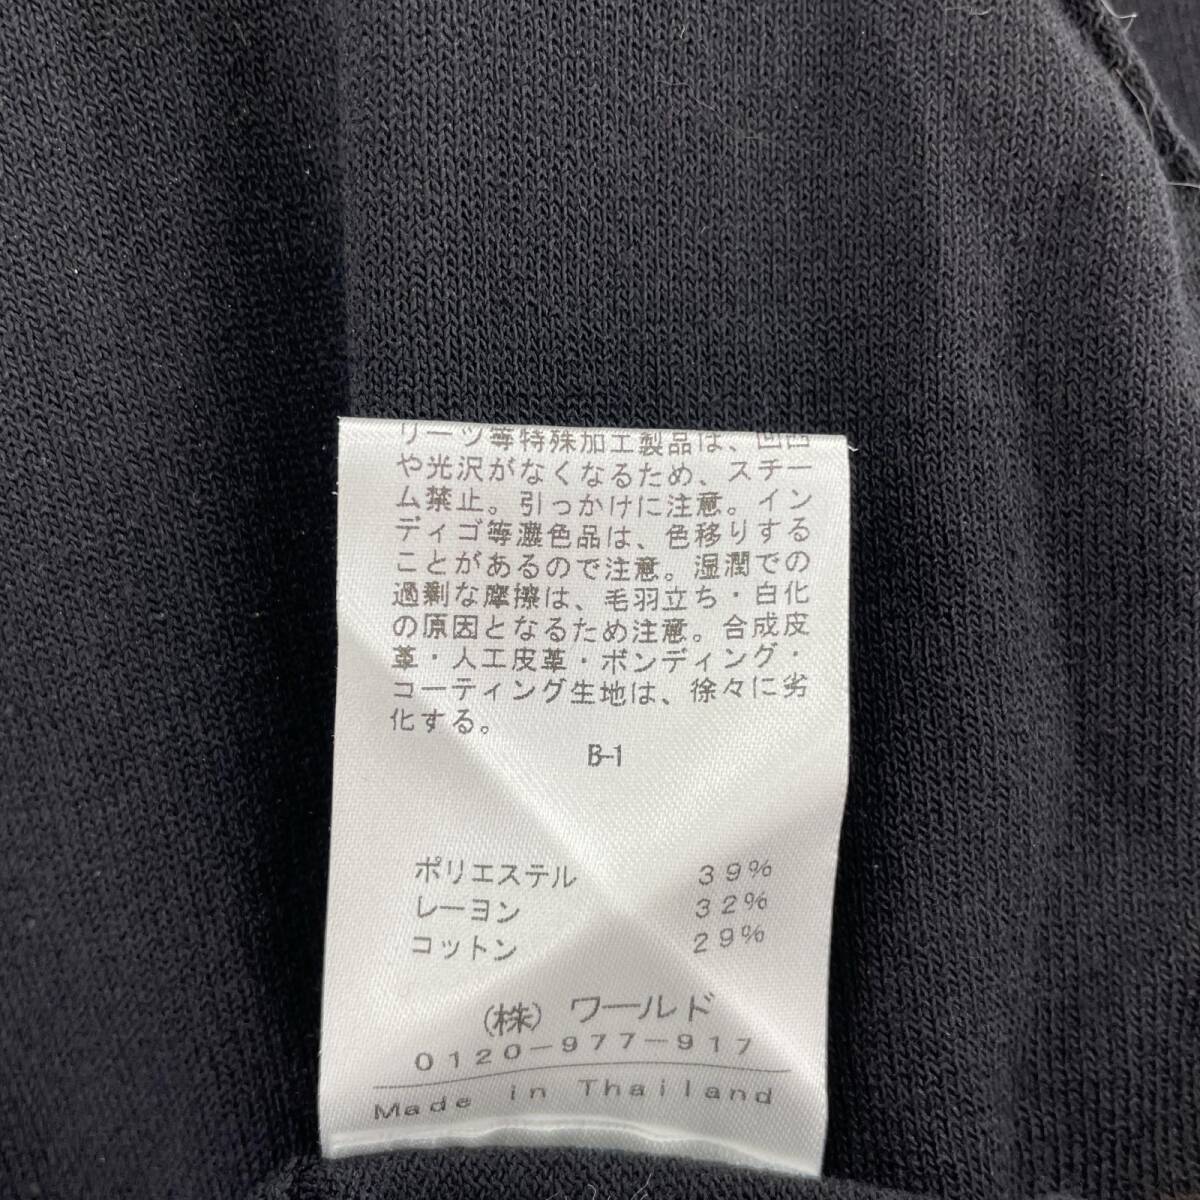 リーツ等特殊加工製品は、凹凸
や光沢がなくなるため、スチー
ム禁止。引っかけに注意。イン
ディゴ等濃色品は、色移りする
ことがあるので注意。湿潤での
過剰な摩擦は、毛羽立ち・白化
の原因となるため注意。合成皮
革・人工皮革・ボンディング・
コーティング生地は、徐々に劣
化する。
B-1
ポリエステル 39%
レーヨン 32%
コットン 29%
(株) ワールド
0120-977-917
Made in Thailand